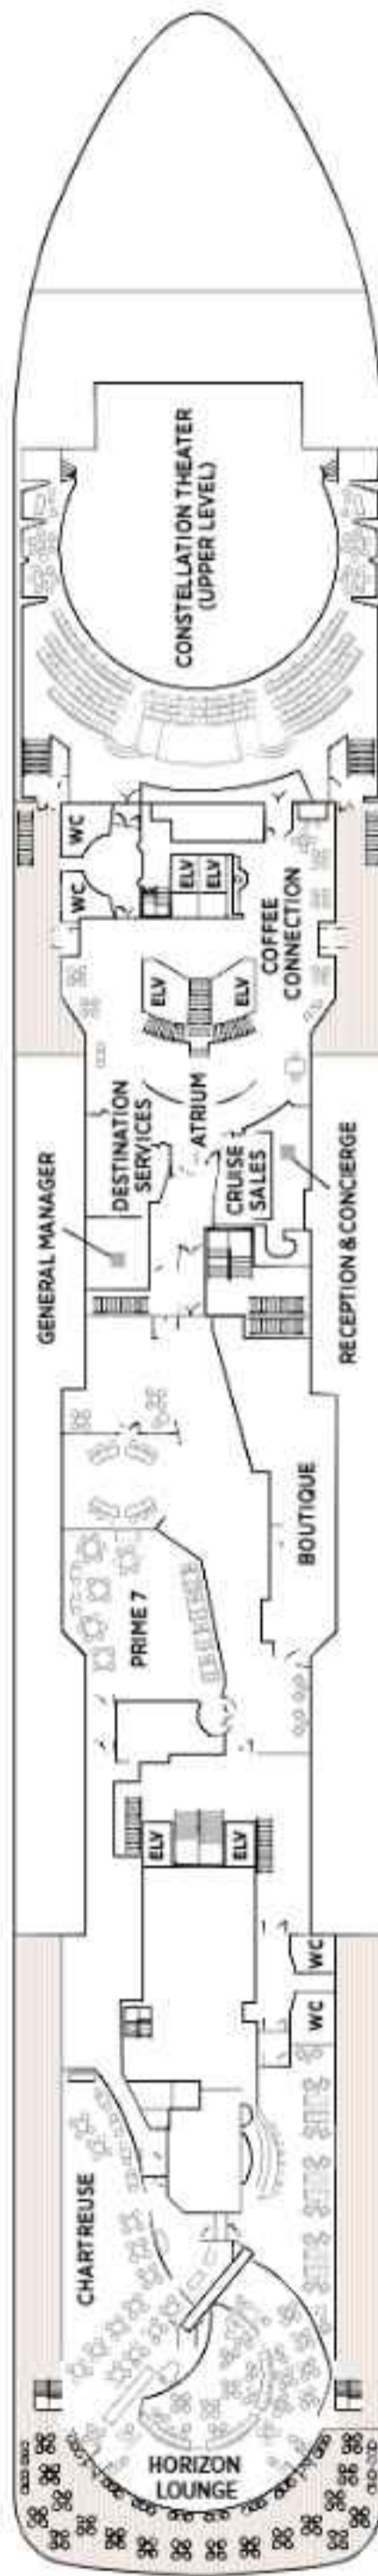 CONSTELLATION THEATER
(UPPER LEVEL)
WC
WC
ELV
ELV
COFFEE
CONNECTION
ELV
ELV
ATRIUM
DESTINATION
SERVICES
CRUISE
SALES
GENERAL MANAGER
RECEPTION & CONCIERGE
BOUTIQUE
PRIME 7
ELV
ELV
WC
WC
CHARTREUSE
HORIZON
LOUNGE